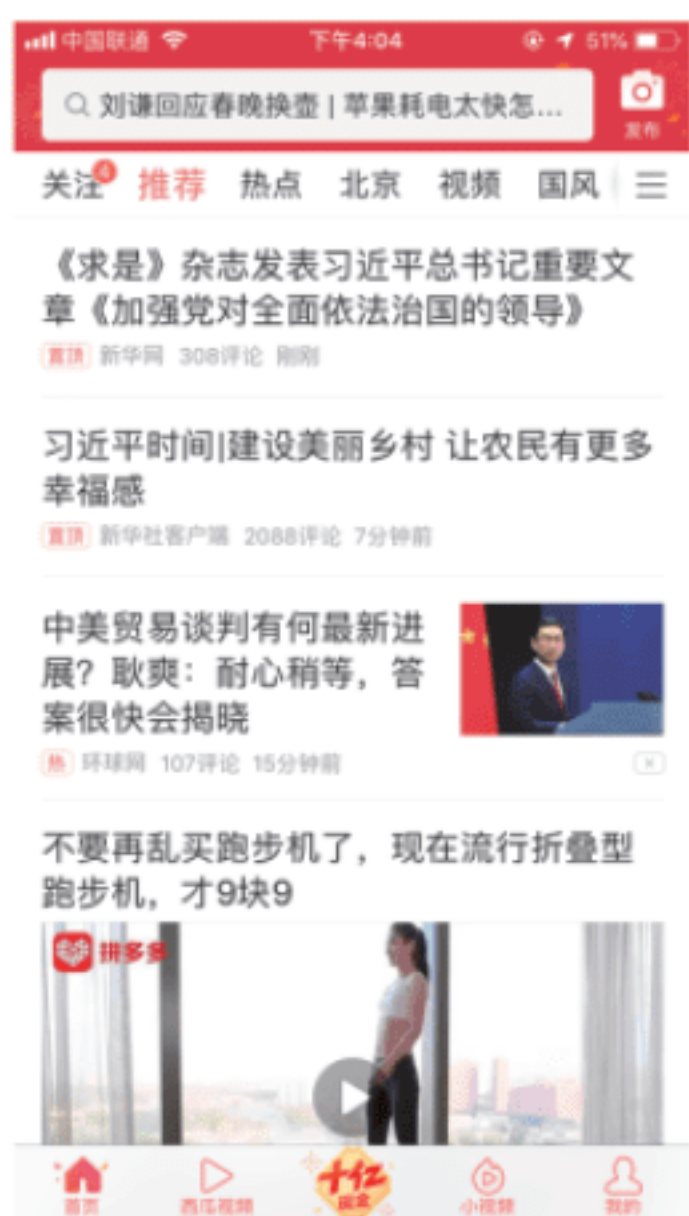 中国联通 下午4:04 51%
刘谦回应春晚换壶 | 苹果耗电太快怎...
发布
关注 4 推荐 热点 北京 视频 国风
《求是》杂志发表习近平总书记重要文
章《加强党对全面依法治国的领导》
置顶 新华网 308评论 刚刚
习近平时间|建设美丽乡村 让农民有更多
幸福感
置顶 新华社客户端 2088评论 7分钟前
中美贸易谈判有何最新进
展？耿爽：耐心稍等，答
案很快会揭晓
热 环球网 107评论 15分钟前
不要再乱买跑步机了，现在流行折叠型
跑步机，才9块9
拼多多
十亿
首页 西瓜视频 小视频 我的